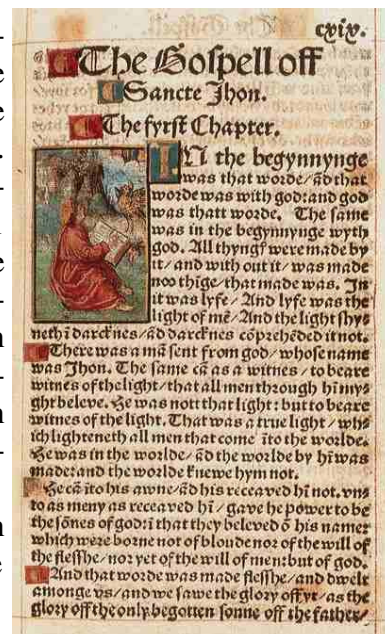 cxix.
The Gospell off
Sancte Jhon.
The fyrst Chapter.
IN the begynnynge
was that worde/ ãd that
worde was with god: and god
was thatt worde. The same
was in the begynnynge wyth
god. All thyngs were made by
it/ and with out it/ was made
noo thĩge/ that made was. In
it was lyfe/ And lyfe was the
light of mẽ/ And the light shy-
neth ĩ darcknes/ ãd darcknes cõprehẽded it not.
There was a mã sent from god/ whose name
was Jhon. The same cã as a witnes/ to beare
witnes of the light/ that all men through hĩ my-
ght beleve. He was nott that light: but to beare
witnes of the light. That was a true light/ whi-
ich lighteneth all men that come ĩto the worlde.
He was in the worlde/ ãd the worlde by hĩ was
made: and the worlde knewe hym not.
He cã ĩto his awne/ ãd his receaved hĩ not. vn-
to as meny as receaved hĩ/ gave he power to be
the sõnes of god: ĩ that they beleved õ his name:
which were borne not of bloude nor of the will of
the flesshe/ nor yet of the will of men: but of god.
And that worde was made flesshe/ and dwelt
amonge vs/ and we sawe the glory off yt/ as the
glory off the only begotten sonne off the father/